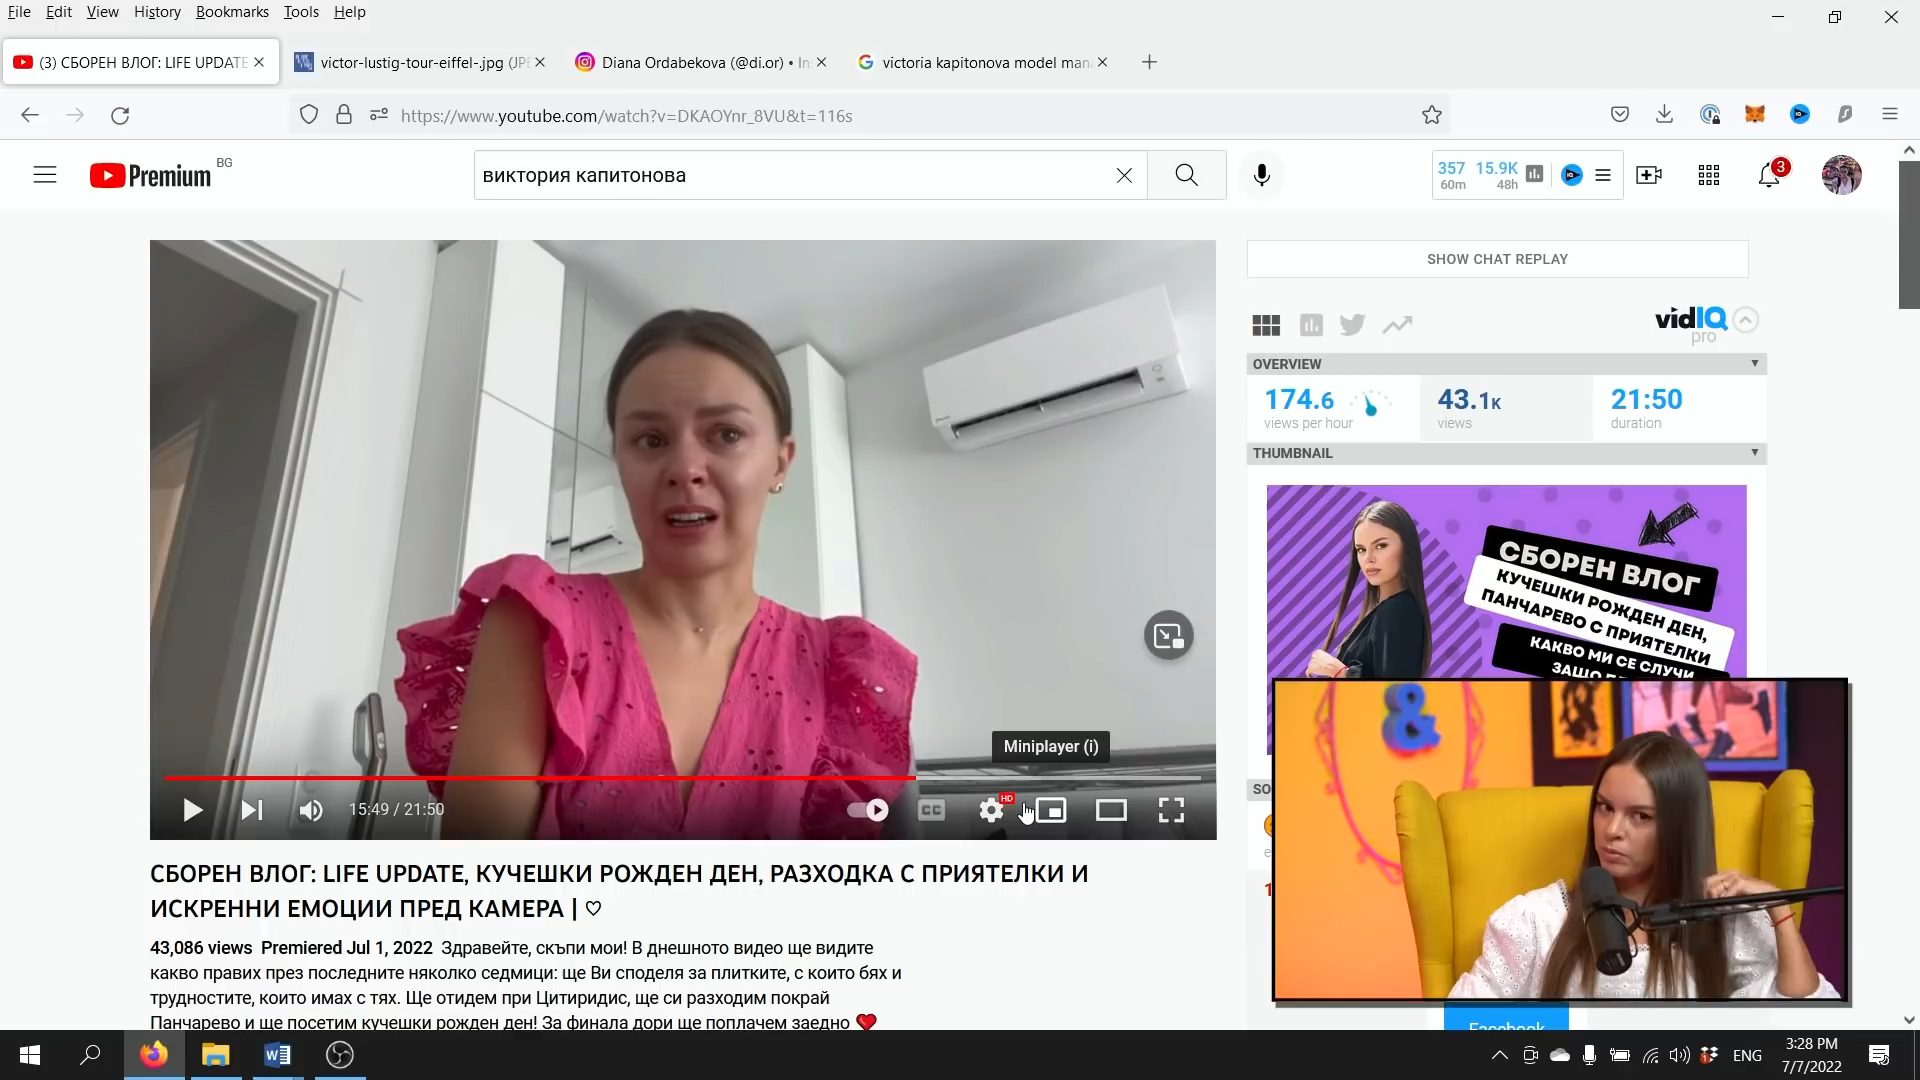 File Edit View History Bookmarks Tools Help
(3) СБОРЕН ВЛОГ: LIFE UPDATE
victor-lustig-tour-eiffel-.jpg (JPE
Diana Ordabekova (@di.or) • In
victoria kapitonova model man
https://www.youtube.com/watch?v=DKAOYnr_8VU&t=116s
Premium BG
виктория капитонова
357 15.9K
60m 48h
3
SHOW CHAT REPLAY
vidIQ
pro
OVERVIEW
174.6 43.1K 21:50
views per hour views duration
THUMBNAIL
СБОРЕН ВЛОГ
КУЧЕШКИ РОЖДЕН ДЕН,
ПАНЧАРЕВО С ПРИЯТЕЛКИ
КАКВО МИ СЕ СЛУЧИ
Miniplayer (i)
15:49 / 21:50
CC
HD
SO
&
СБОРЕН ВЛОГ: LIFE UPDATE, КУЧЕШКИ РОЖДЕН ДЕН, РАЗХОДКА С ПРИЯТЕЛКИ И
ИСКРЕННИ ЕМОЦИИ ПРЕД КАМЕРА | ♡
43,086 views Premiered Jul 1, 2022 Здравейте, скъпи мои! В днешното видео ще видите
какво правих през последните няколко седмици: ще Ви споделя за плитките, с които бях и
трудностите, които имах с тях. Ще отидем при Цитиридис, ще си разходим покрай
Панчарево и ще посетим кучешки рожден ден! За финала дори ще поплачем заедно ❤️
Facebook
ENG
3:28 PM
7/7/2022